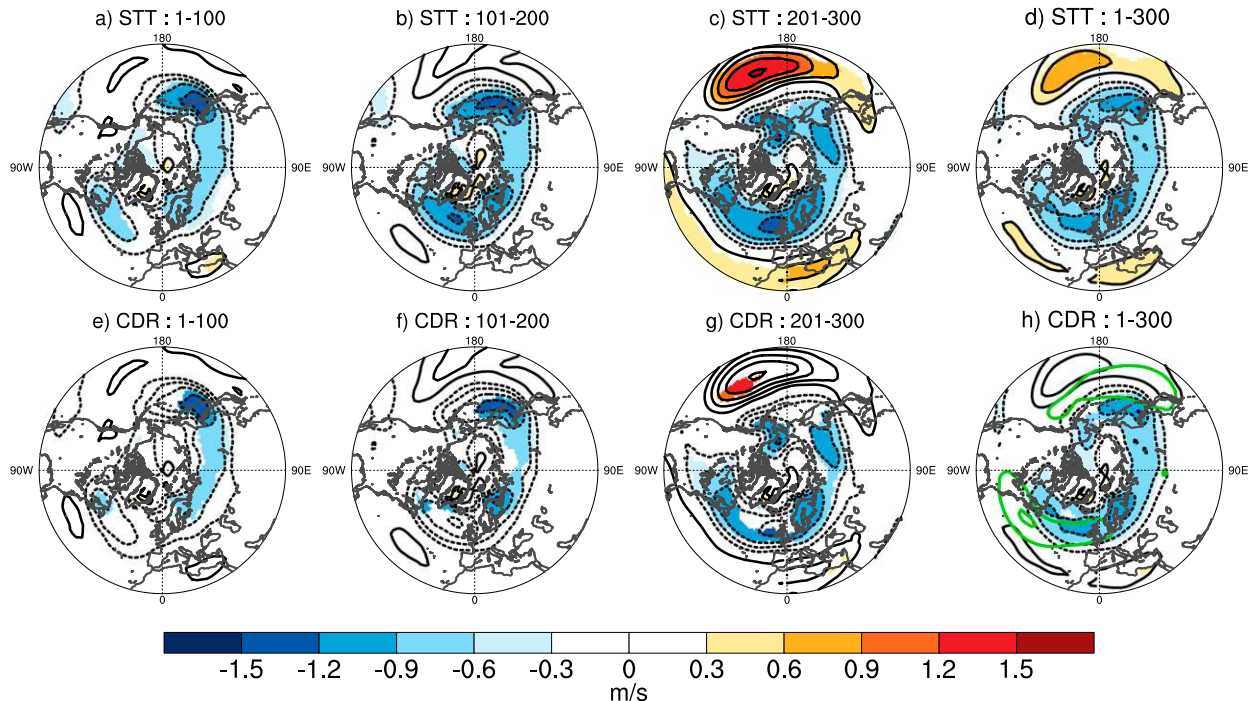 a) STT : 1-100
b) STT : 101-200
c) STT : 201-300
d) STT : 1-300
180 180 180 180
90W 90E 90W 90E 90W 90E 90W 90E
0 0 0 0
e) CDR : 1-100
f) CDR : 101-200
g) CDR : 201-300
h) CDR : 1-300
180 180 180 180
90W 90E 90W 90E 90W 90E 90W 90E
0 0 0 0
-1.5 -1.2 -0.9 -0.6 -0.3 0 0.3 0.6 0.9 1.2 1.5
m/s